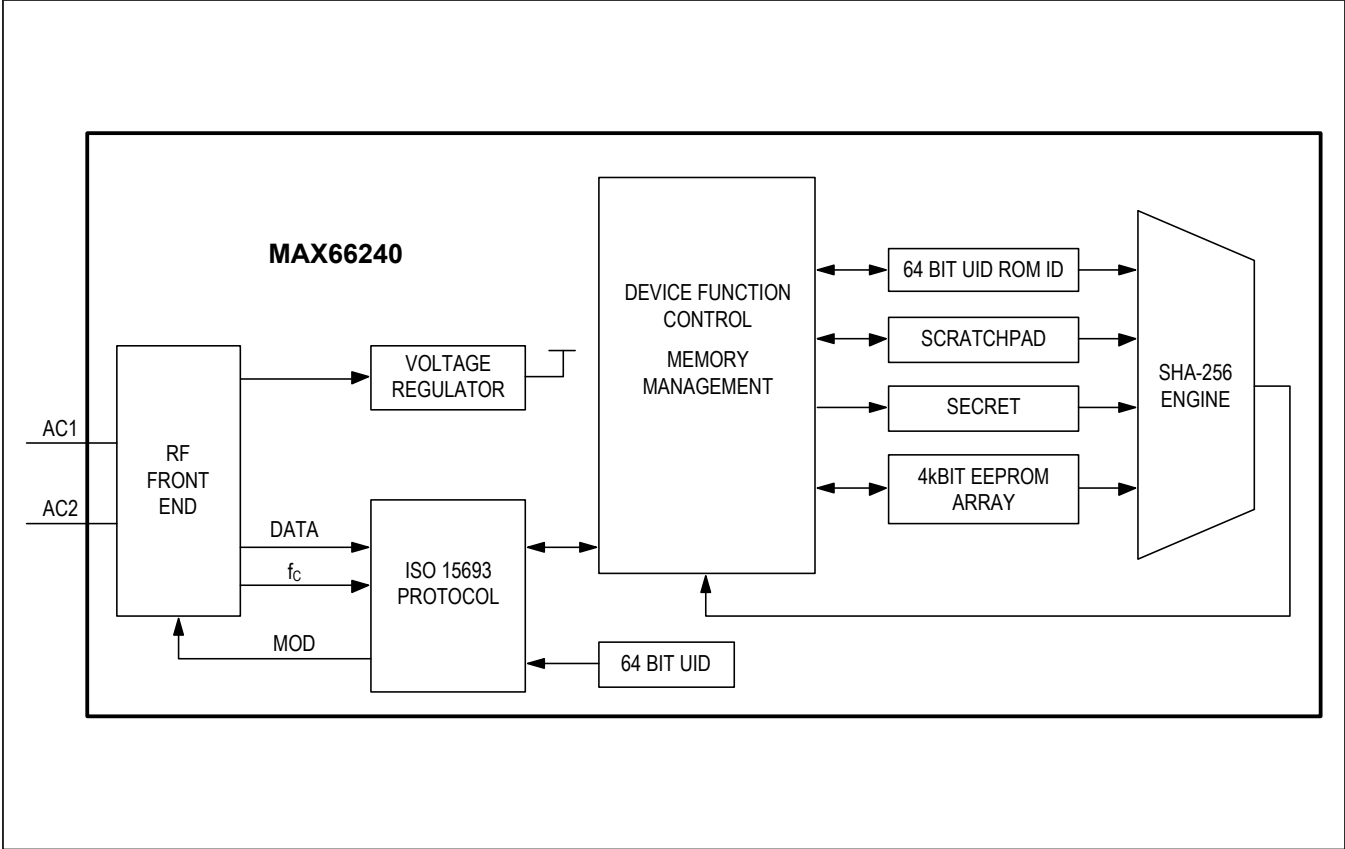 MAX66240
AC1
AC2
RF
FRONT
END
VOLTAGE
REGULATOR
DATA
fC
MOD
ISO 15693
PROTOCOL
64 BIT UID
DEVICE FUNCTION
CONTROL
MEMORY
MANAGEMENT
64 BIT UID ROM ID
SCRATCHPAD
SECRET
4kBIT EEPROM
ARRAY
SHA-256
ENGINE